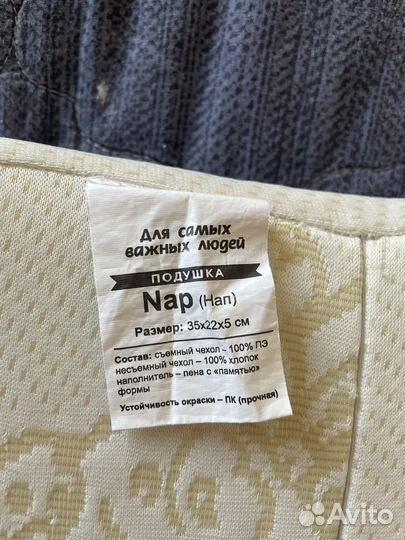 Для самых
важных людей
ПОДУШКА
Nap (Нап)
Размер: 35х22х5 см
Состав: съемный чехол – 100% ПЭ
несъемный чехол – 100% хлопок
наполнитель – пена с «памятью»
формы
Устойчивость окраски – ПК (прочная)
Avito